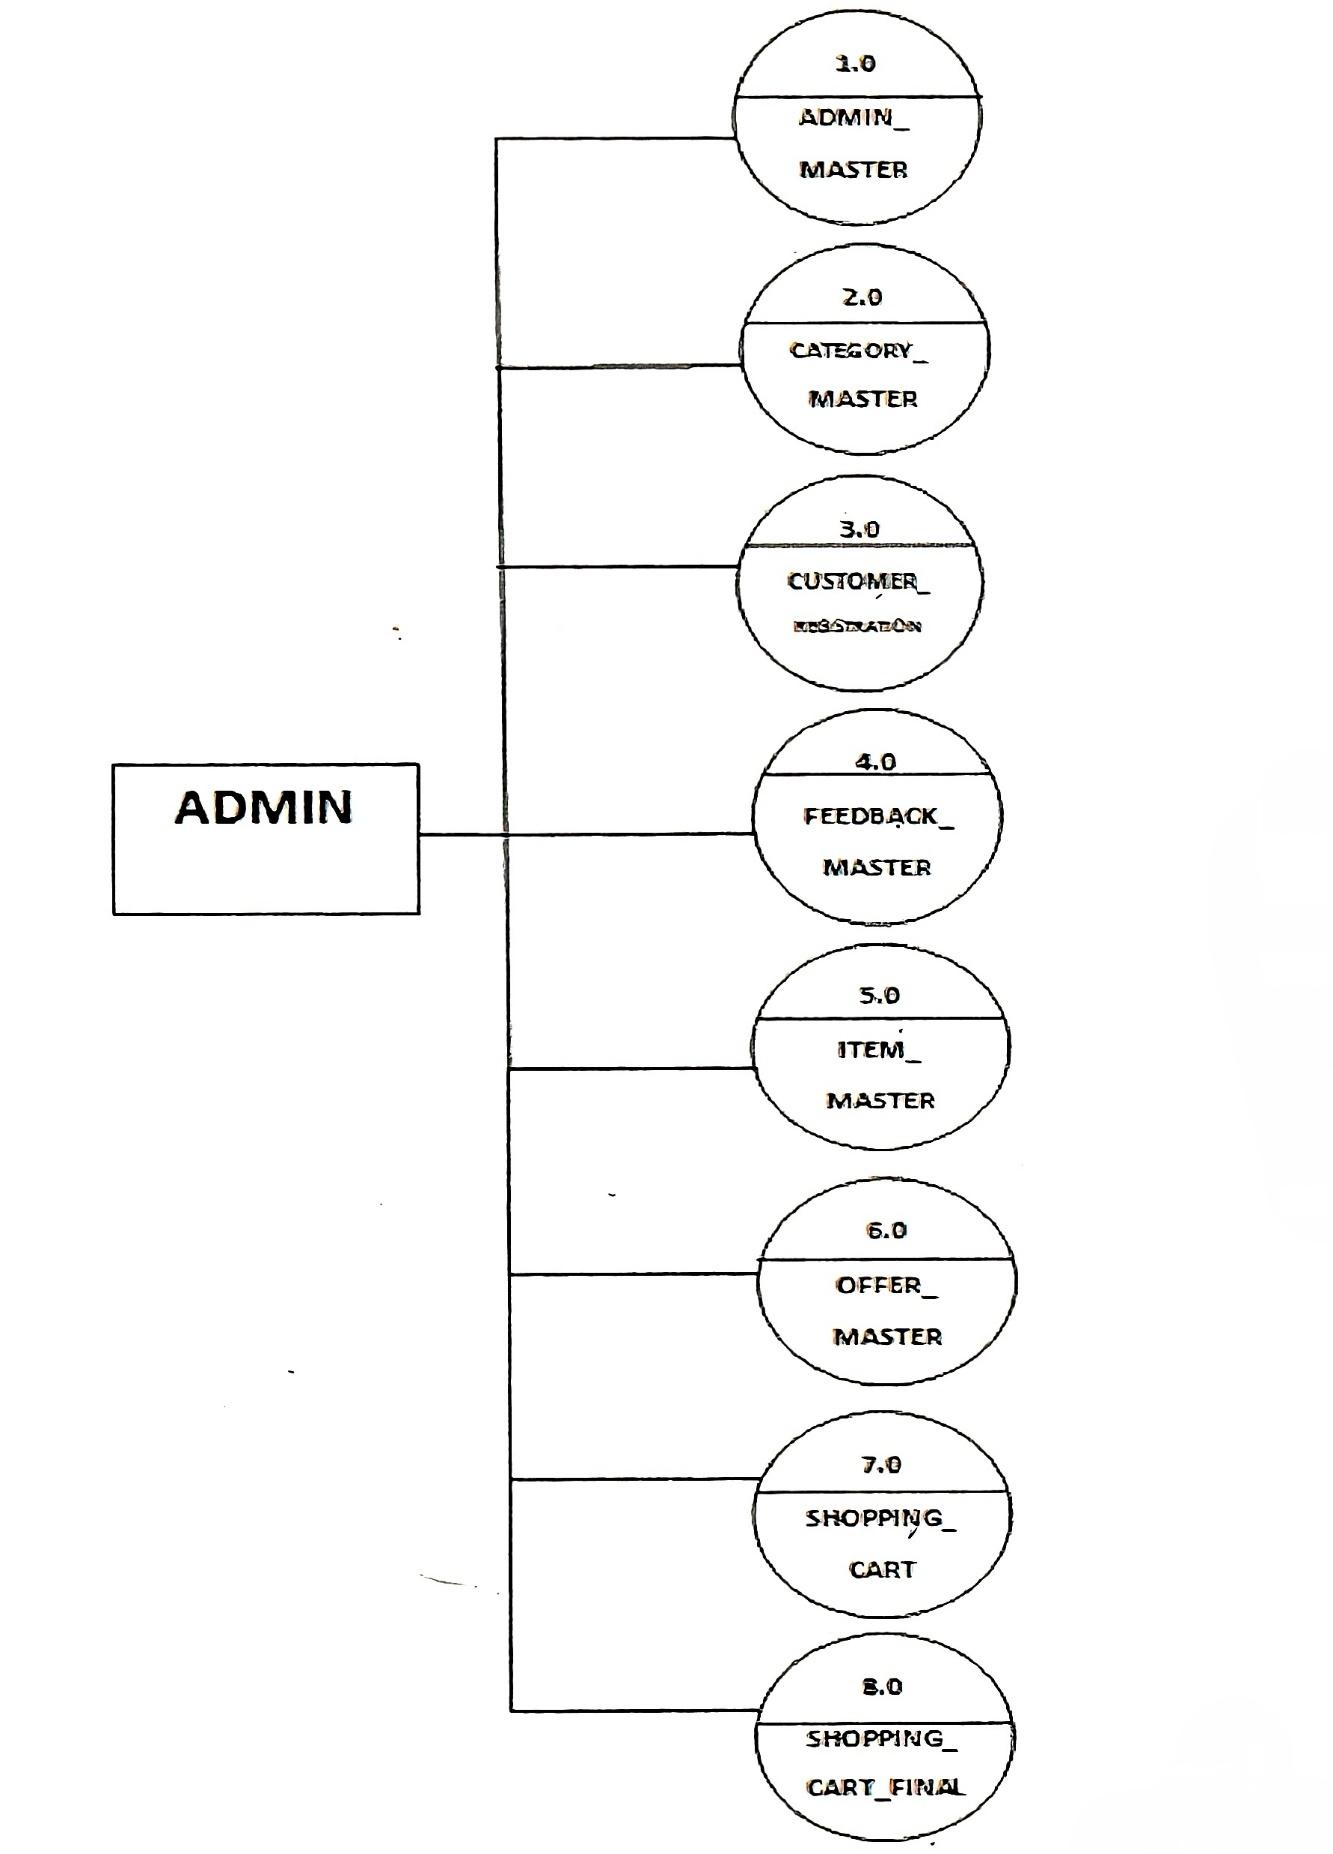 1.0
ADMIN_
MASTER
2.0
CATEGORY_
MASTER
3.0
CUSTOMER_
REGISTRATION
ADMIN
4.0
FEEDBACK_
MASTER
5.0
ITEM_
MASTER
6.0
OFFER_
MASTER
7.0
SHOPPING_
CART
8.0
SHOPPING_
CART_FINAL